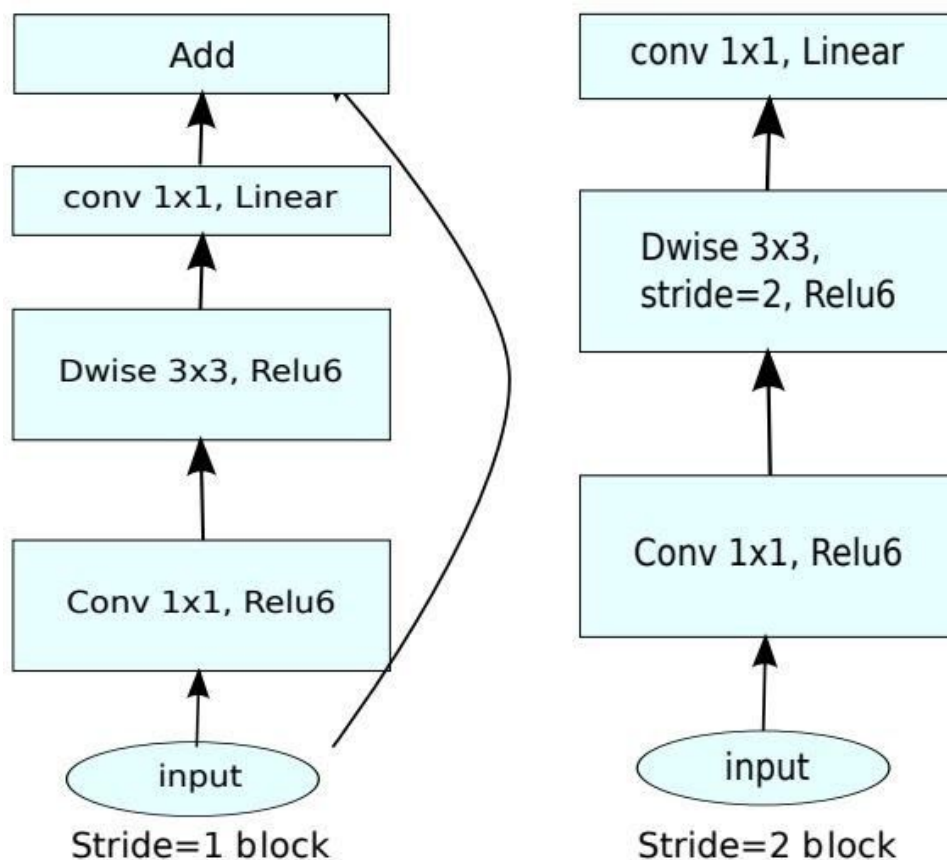 Add
conv 1x1, Linear
Dwise 3x3, Relu6
Conv 1x1, Relu6
input
Stride=1 block
conv 1x1, Linear
Dwise 3x3,
stride=2, Relu6
Conv 1x1, Relu6
input
Stride=2 block